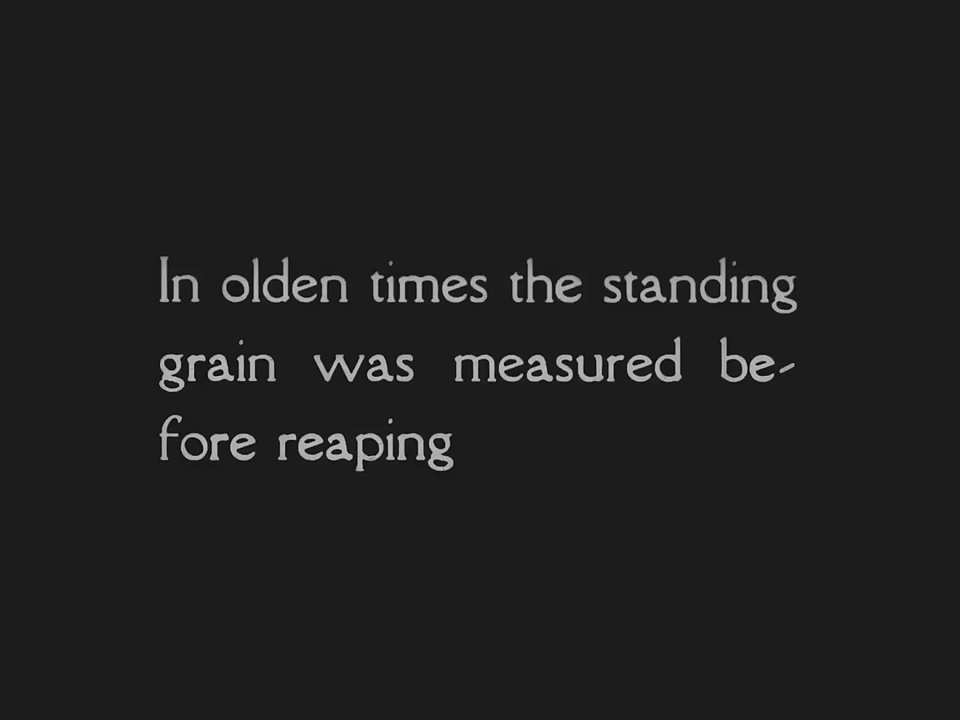 In olden times the standing
grain was measured be-
fore reaping